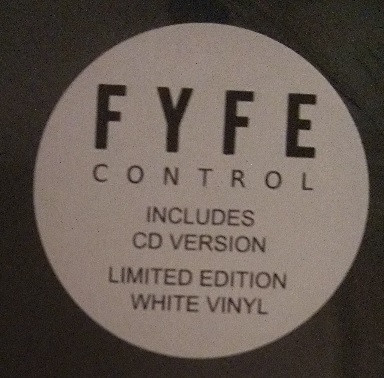 FYFE
CONTROL
INCLUDES
CD VERSION
LIMITED EDITION
WHITE VINYL